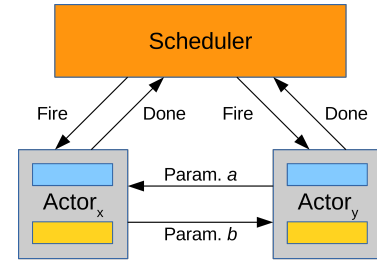 Scheduler
Fire
Done
Fire
Done
Param. a
Actorx
Actory
Param. b